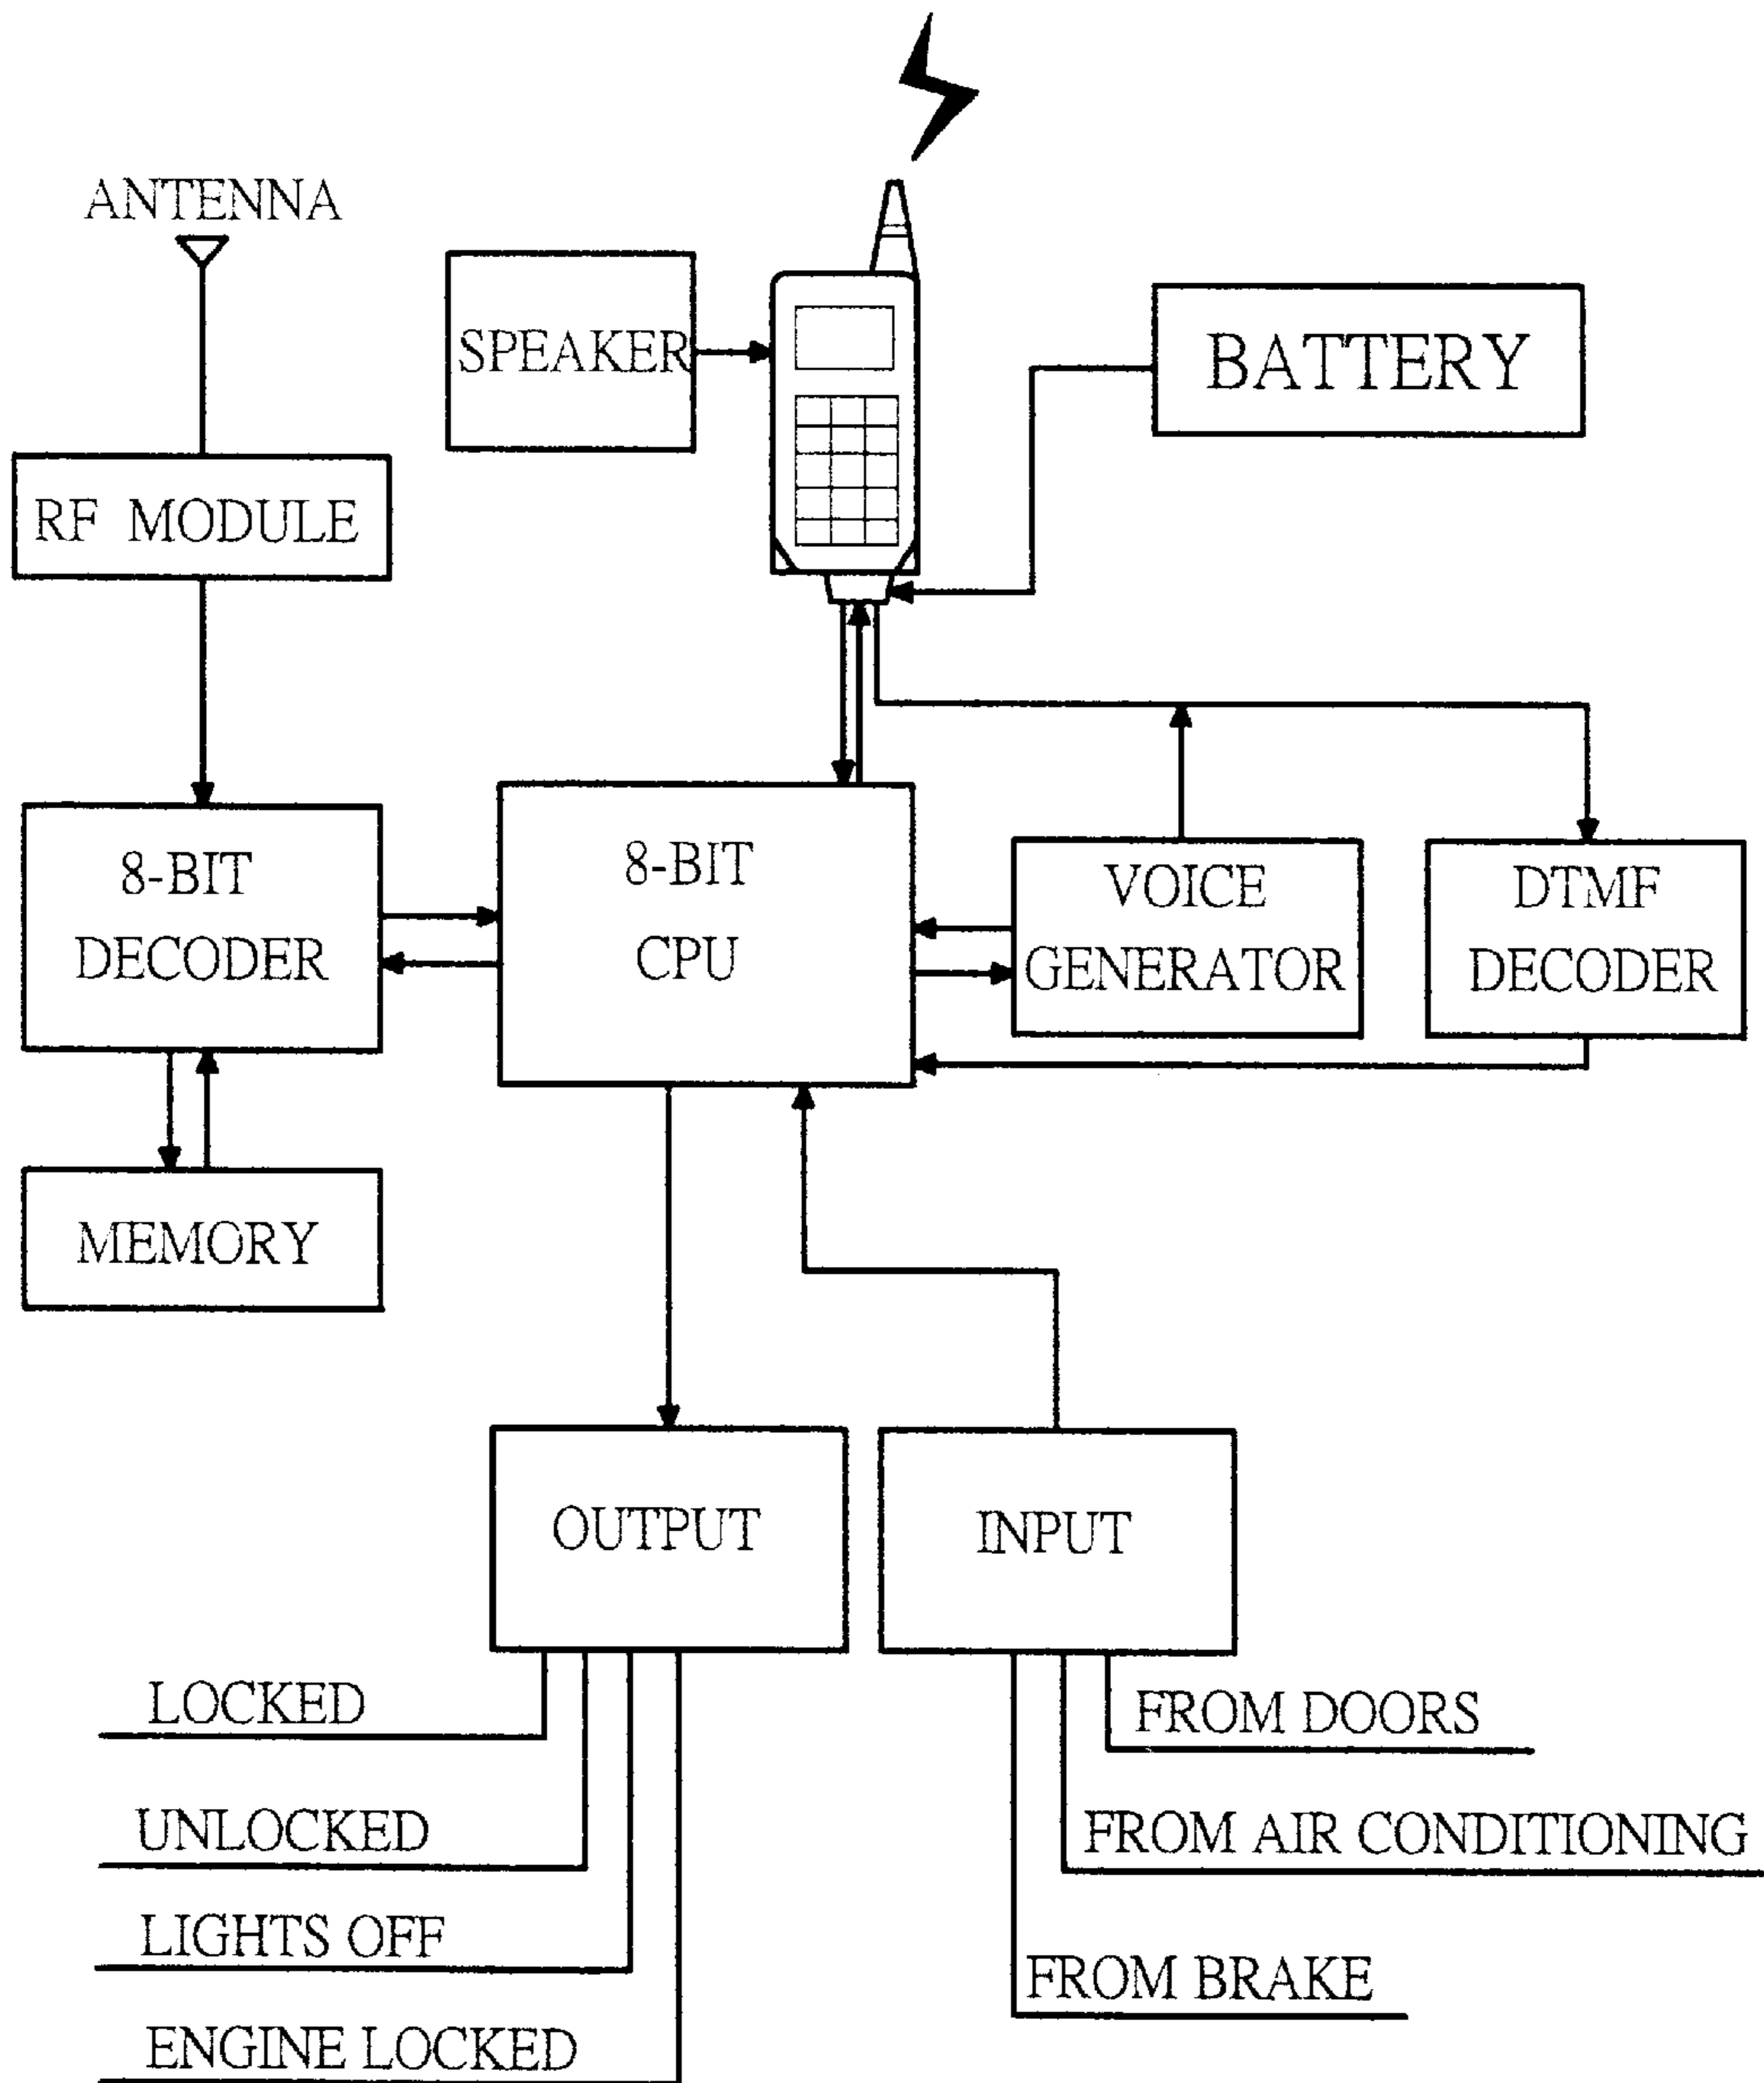 ANTENNA
SPEAKER
BATTERY
RF MODULE
8-BIT
DECODER
8-BIT
CPU
VOICE
GENERATOR
DTMF
DECODER
MEMORY
OUTPUT
INPUT
LOCKED
UNLOCKED
LIGHTS OFF
ENGINE LOCKED
FROM DOORS
FROM AIR CONDITIONING
FROM BRAKE